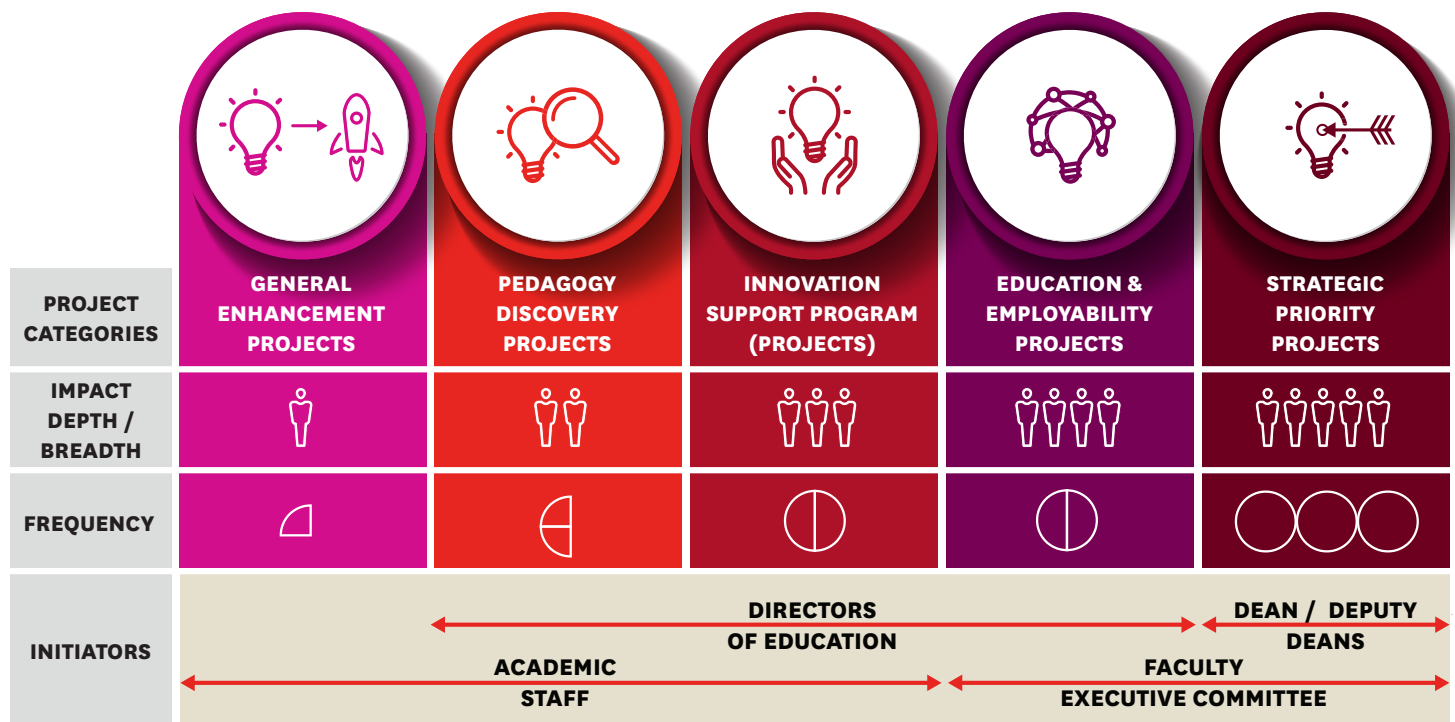 PROJECT
CATEGORIES
GENERAL
ENHANCEMENT
PROJECTS
PEDAGOGY
DISCOVERY
PROJECTS
INNOVATION
SUPPORT PROGRAM
(PROJECTS)
EDUCATION &
EMPLOYABILITY
PROJECTS
STRATEGIC
PRIORITY
PROJECTS
IMPACT
DEPTH /
BREADTH
FREQUENCY
INITIATORS
DIRECTORS
OF EDUCATION
DEAN / DEPUTY
DEANS
ACADEMIC
STAFF
FACULTY
EXECUTIVE COMMITTEE